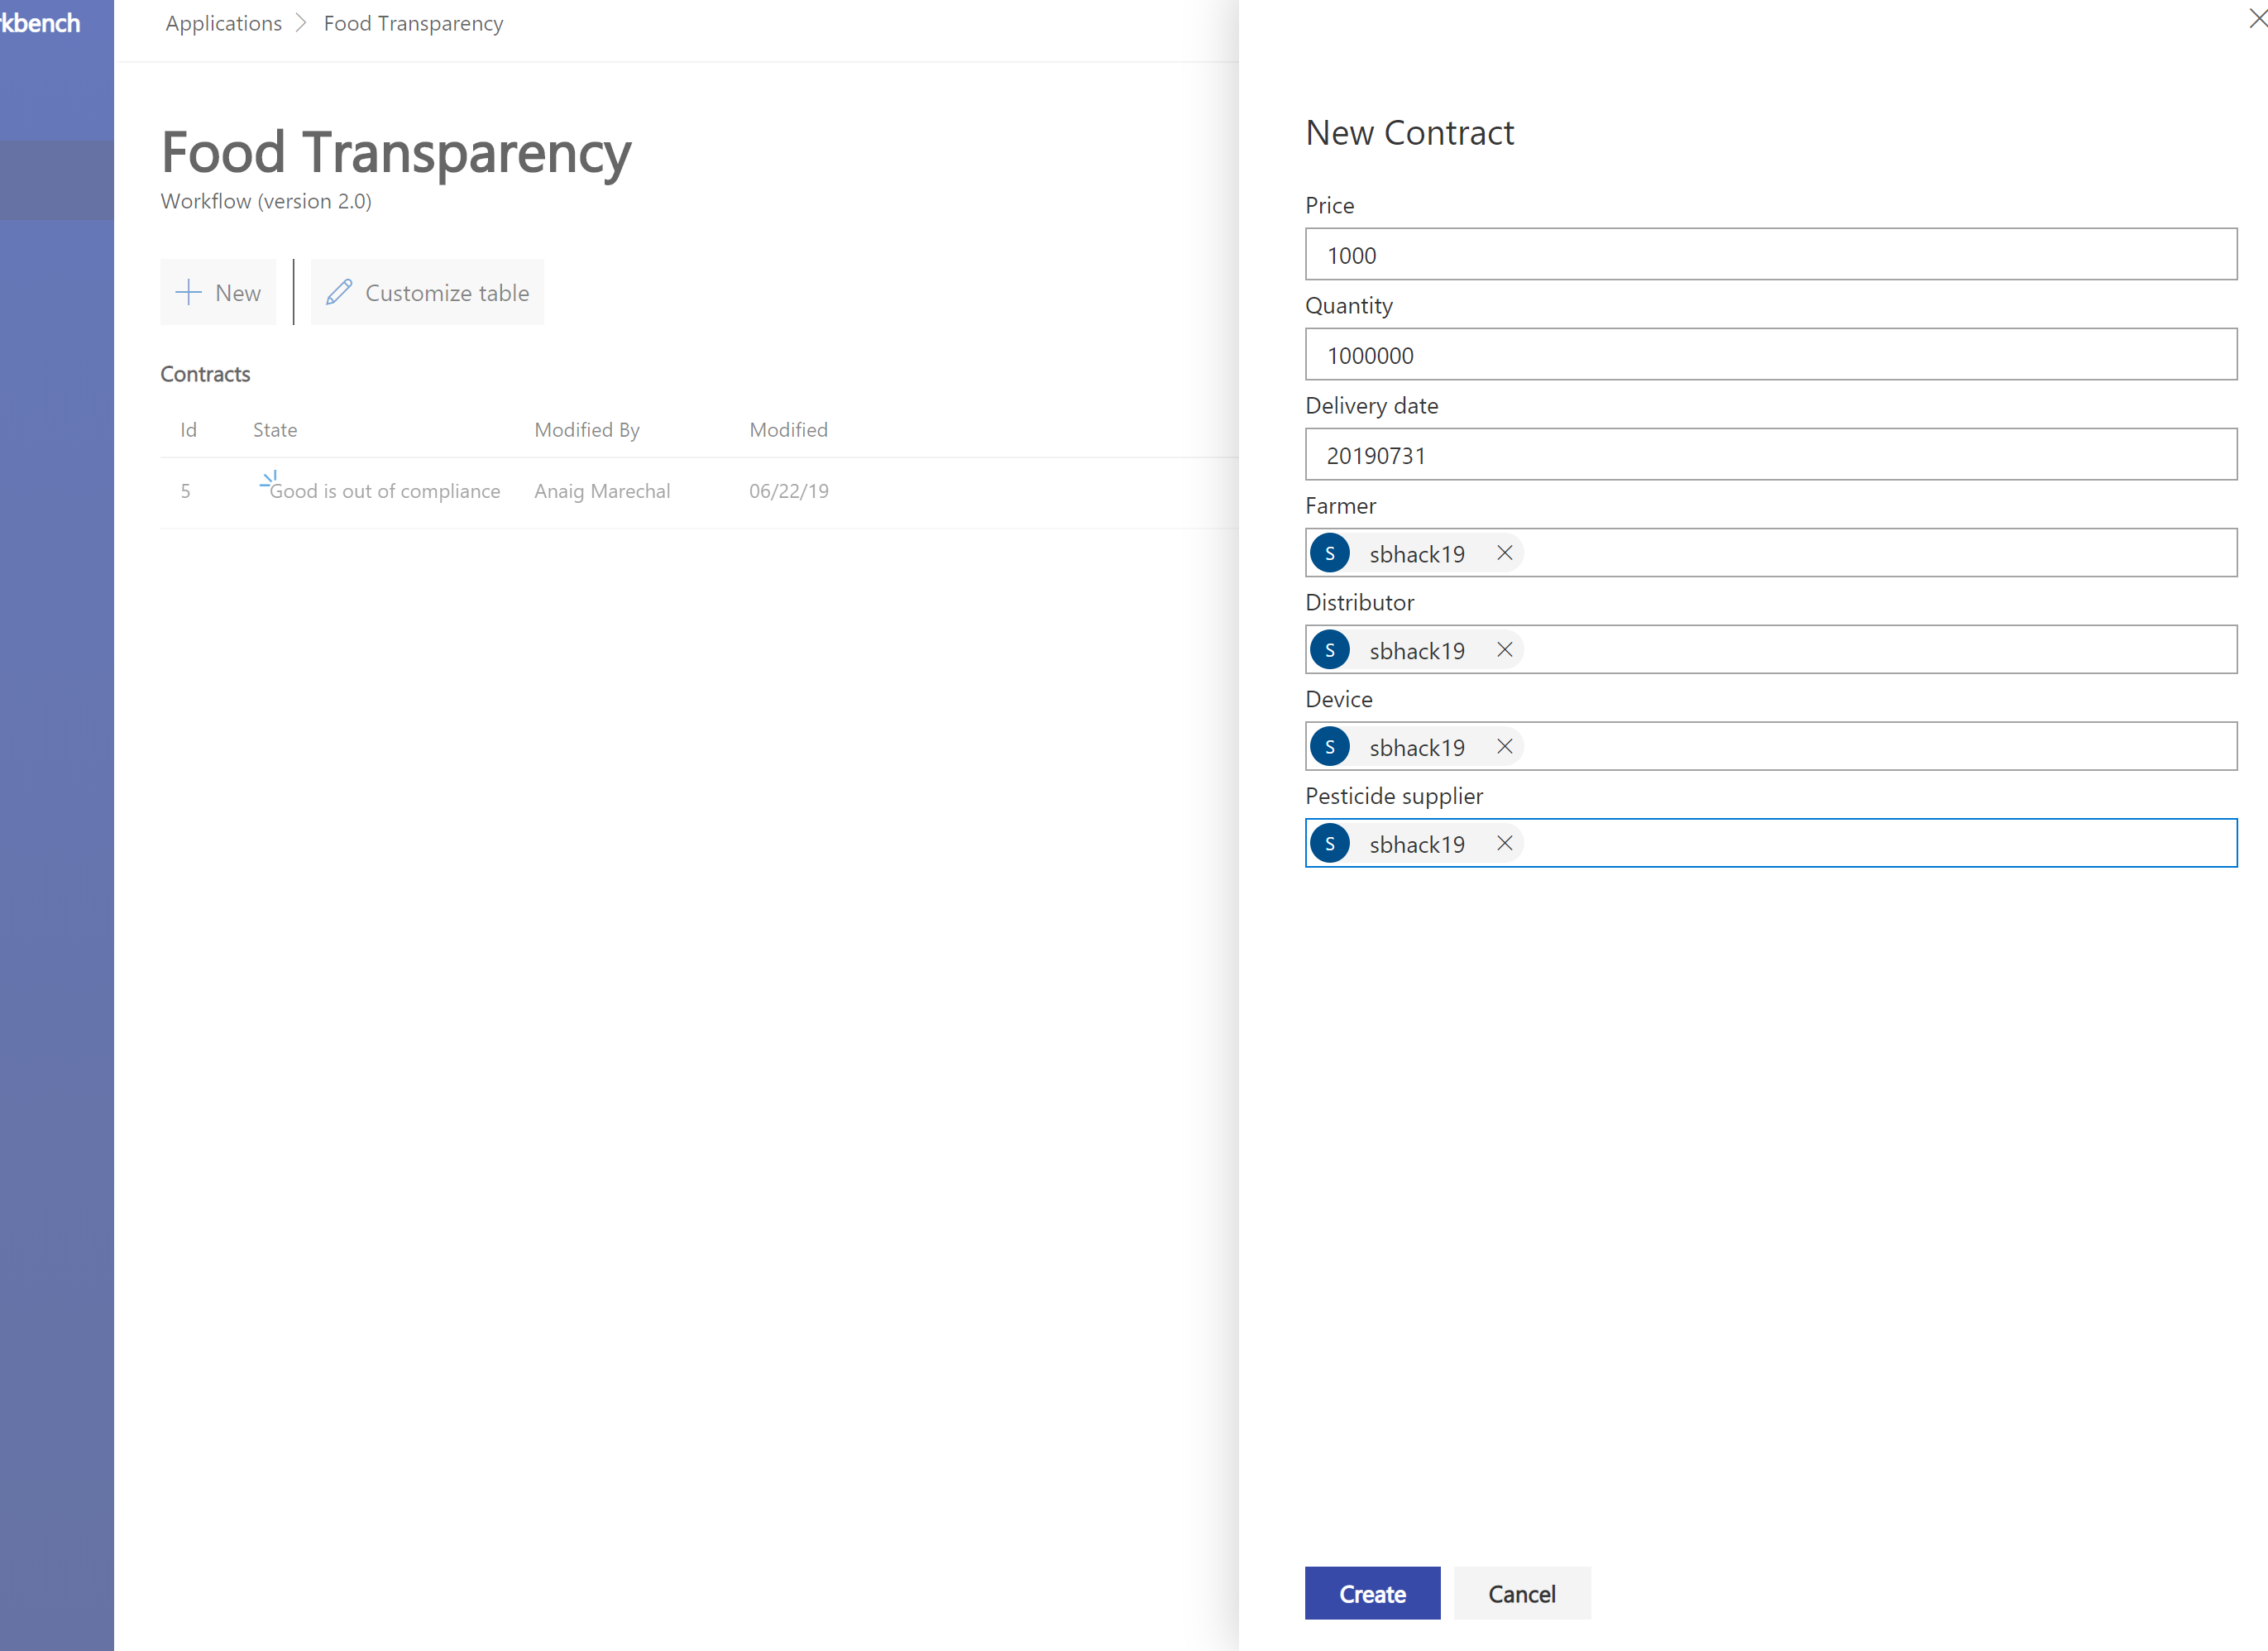 rkbench
Applications > Food Transparency
Food Transparency
Workflow (version 2.0)
New
Customize table
Contracts
Id State Modified By Modified
5 Good is out of compliance Anaig Marechal 06/22/19
New Contract
Price
1000
Quantity
1000000
Delivery date
20190731
Farmer
S sbhack19
Distributor
S sbhack19
Device
S sbhack19
Pesticide supplier
S sbhack19
Create Cancel